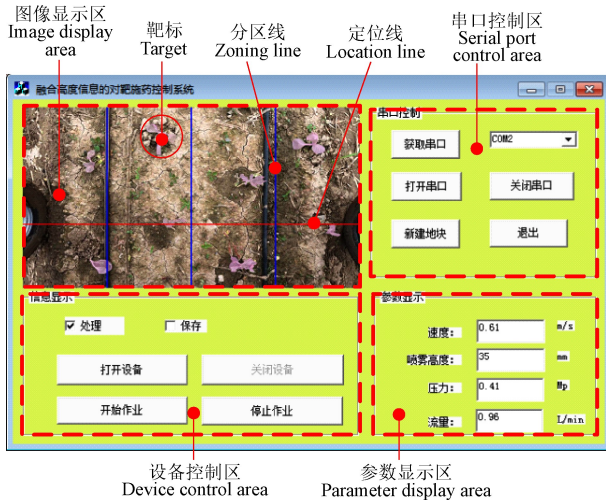 图像显示区
Image display
area
靶标
Target
分区线
Zoning line
定位线
Location line
串口控制区
Serial port
control area
融合高度信息的对靶施药控制系统
串口控制
获取串口
COM2
打开串口
关闭串口
新建地块
退出
信息显示
处理
保存
打开设备
关闭设备
开始作业
停止作业
参数显示
速度：
0.61
m/s
喷雾高度：
35
mm
压力：
0.41
Mp
流量：
0.96
L/min
设备控制区
Device control area
参数显示区
Parameter display area